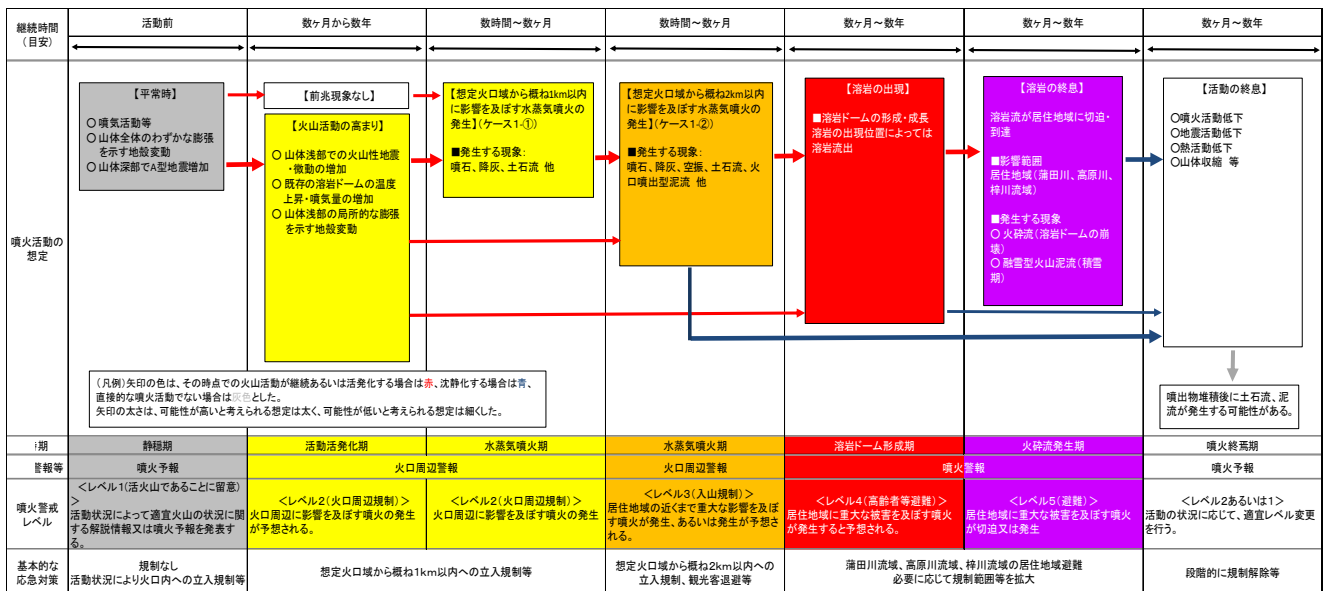 継続時間
(目安)
活動前
数ヶ月から数年
数時間～数ヶ月
数時間～数ヶ月
数ヶ月～数年
数ヶ月～数年
数ヶ月～数年
噴火活動の
想定
【平常時】
○ 噴気活動等
○ 山体全体のわずかな膨張
を示す地殻変動
○ 山体深部でA型地震増加
【前兆現象なし】
【火山活動の高まり】
○ 山体浅部での火山性地震
・微動の増加
○ 既存の溶岩ドームの温度
上昇・噴気量の増加
○ 山体浅部の局所的な膨張
を示す地殻変動
【想定火口域から概ね1km以内
に影響を及ぼす水蒸気噴火の
発生】(ケース1-①)
■発生する現象:
噴石、降灰、土石流 他
【想定火口域から概ね2km以内
に影響を及ぼす水蒸気噴火の
発生】(ケース1-②)
■発生する現象:
噴石、降灰、空振、土石流、火
口噴出型泥流 他
【溶岩の出現】
■溶岩ドームの形成・成長
溶岩の出現位置によっては
溶岩流出
【溶岩の終息】
溶岩流が居住地域に切迫・
到達
■影響範囲
居住地域(蒲田川、高原川、
梓川流域)
■発生する現象
○ 火砕流(溶岩ドームの崩
壊)
○ 融雪型火山泥流(積雪
期)
【活動の終息】
○噴火活動低下
○地震活動低下
○熱活動低下
○山体収縮 等
噴出物堆積後に土石流、泥
流が発生する可能性がある。
(凡例)矢印の色は、その時点での火山活動が継続あるいは活発化する場合は赤、沈静化する場合は青、
直接的な噴火活動でない場合は灰色とした。
矢印の太さは、可能性が高いと考えられる想定は太く、可能性が低いと考えられる想定は細くした。
期
静穏期
活動活発化期
水蒸気噴火期
水蒸気噴火期
溶岩ドーム形成期
火砕流発生期
噴火終焉期
警報等
噴火予報
火口周辺警報
火口周辺警報
噴火警報
噴火予報
噴火警戒
レベル
<レベル1(活火山であることに留意)
>
活動状況によって適宜火山の状況に関
する解説情報又は噴火予報を発表す
る。
<レベル2(火口周辺規制)>
火口周辺に影響を及ぼす噴火の発生
が予想される。
<レベル2(火口周辺規制)>
火口周辺に影響を及ぼす噴火の発生
<レベル3(入山規制)>
居住地域の近くまで重大な影響を及ぼ
す噴火が発生、あるいは発生が予想さ
れる。
<レベル4(高齢者等避難)>
居住地域に重大な被害を及ぼす噴火
が発生すると予想される。
<レベル5(避難)>
居住地域に重大な被害を及ぼす噴火
が切迫又は発生
<レベル2あるいは1>
活動の状況に応じて、適宜レベル変更
を行う。
基本的な
応急対策
規制なし
活動状況により火口内への立入規制等
想定火口域から概ね1km以内への立入規制等
想定火口域から概ね2km以内への
立入規制、観光客退避等
蒲田川流域、高原川流域、梓川流域の居住地域避難
必要に応じて規制範囲等を拡大
段階的に規制解除等